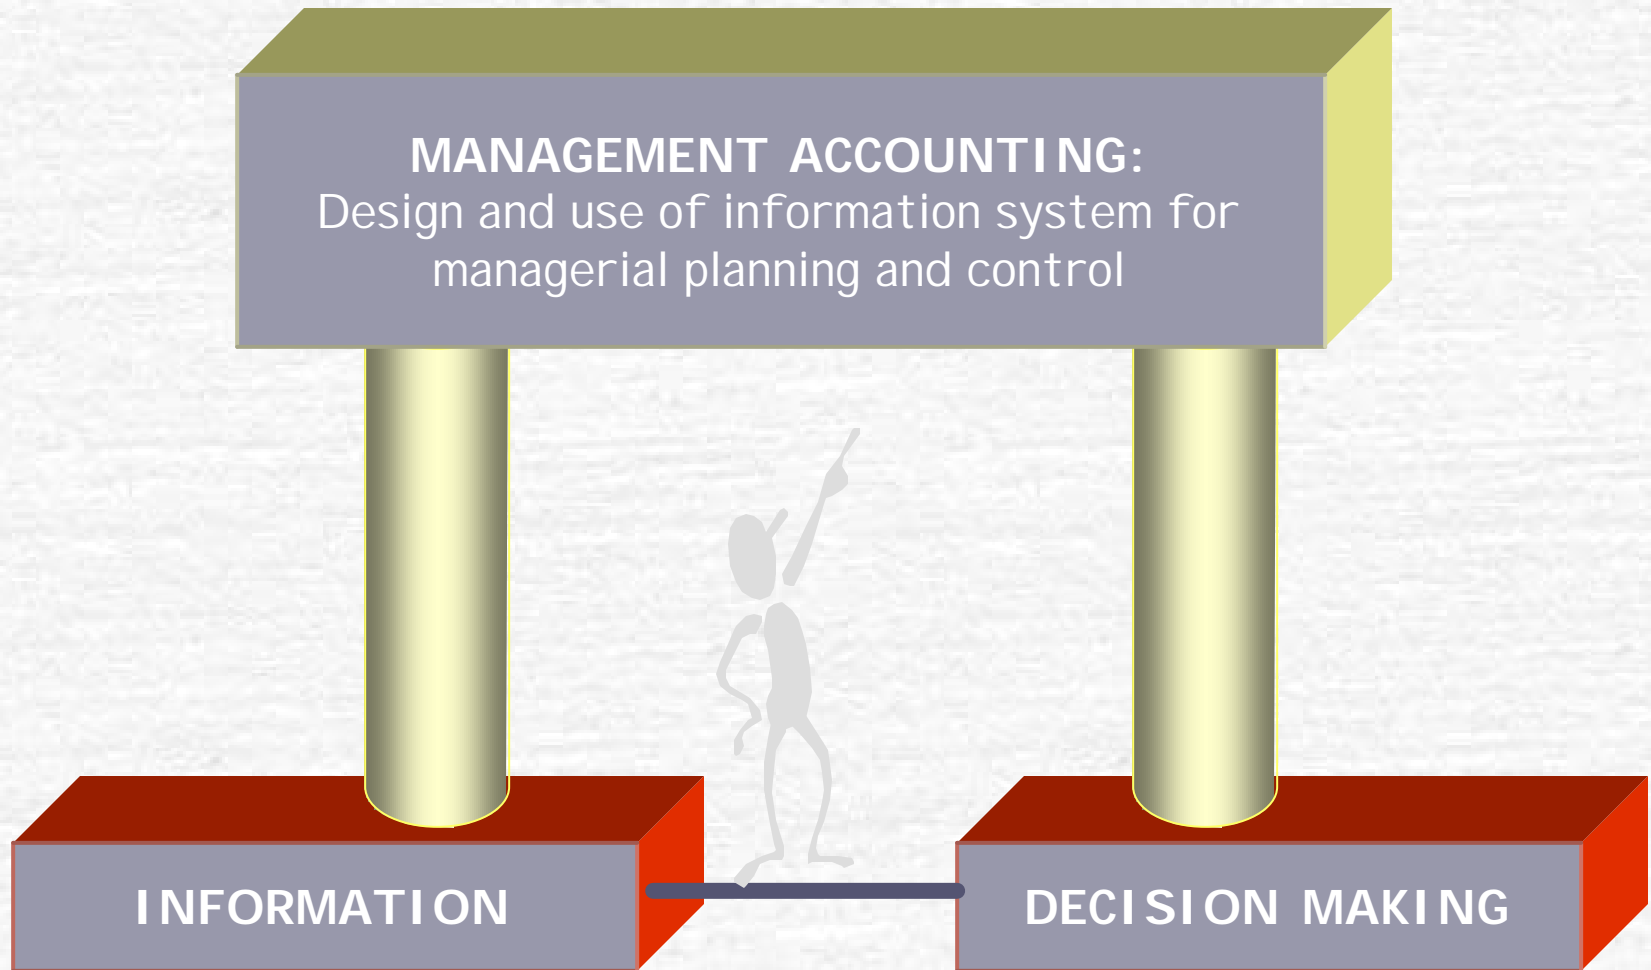 MANAGEMENT ACCOUNTING:
Design and use of information system for
managerial planning and control
INFORMATION
DECISION MAKING